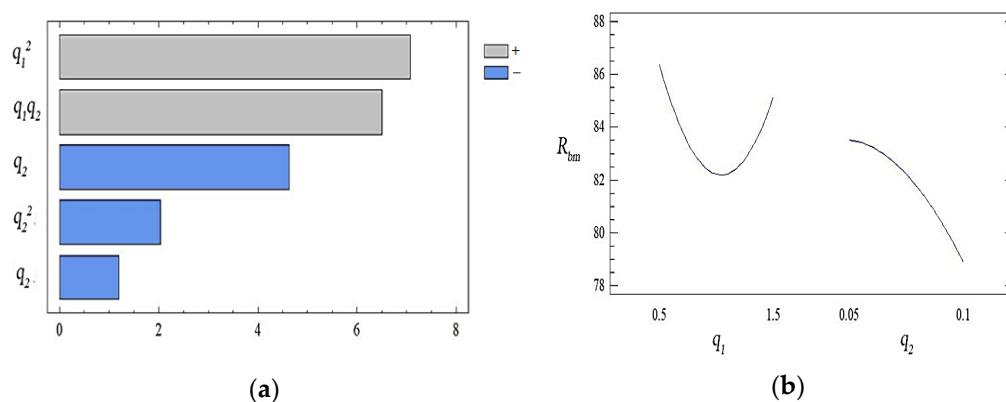 q₁²
q₁q₂
q₂
q₂²
q₂
0 2 4 6 8
+
−
(a)
88
86
84
R_bm
82
80
78
0.5 1.5 0.05 0.1
q₁ q₂
(b)